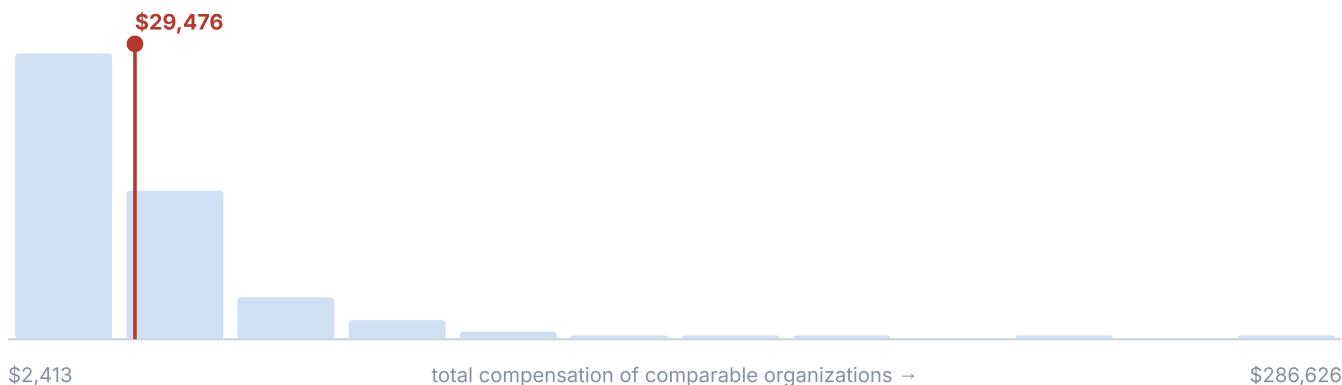 $29,476
$2,413 total compensation of comparable organizations → $286,626